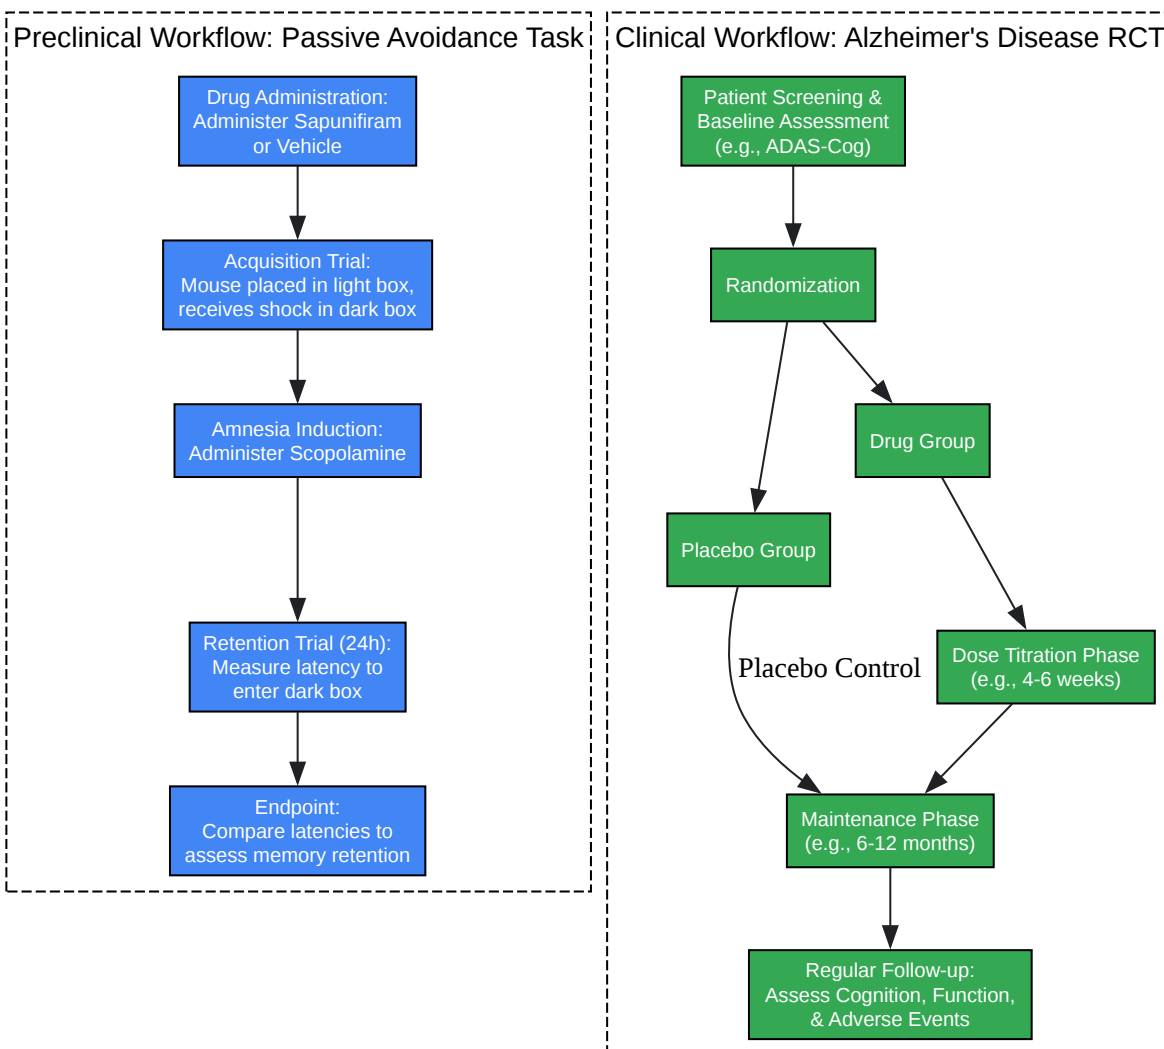 Preclinical Workflow: Passive Avoidance Task
Drug Administration:
Administer Sapunifiram
or Vehicle
Acquisition Trial:
Mouse placed in light box,
receives shock in dark box
Amnesia Induction:
Administer Scopolamine
Retention Trial (24h):
Measure latency to
enter dark box
Endpoint:
Compare latencies to
assess memory retention
Clinical Workflow: Alzheimer's Disease RCT
Patient Screening &
Baseline Assessment
(e.g., ADAS-Cog)
Randomization
Drug Group
Placebo Group
Placebo Control
Dose Titration Phase
(e.g., 4-6 weeks)
Maintenance Phase
(e.g., 6-12 months)
Regular Follow-up:
Assess Cognition, Function,
& Adverse Events